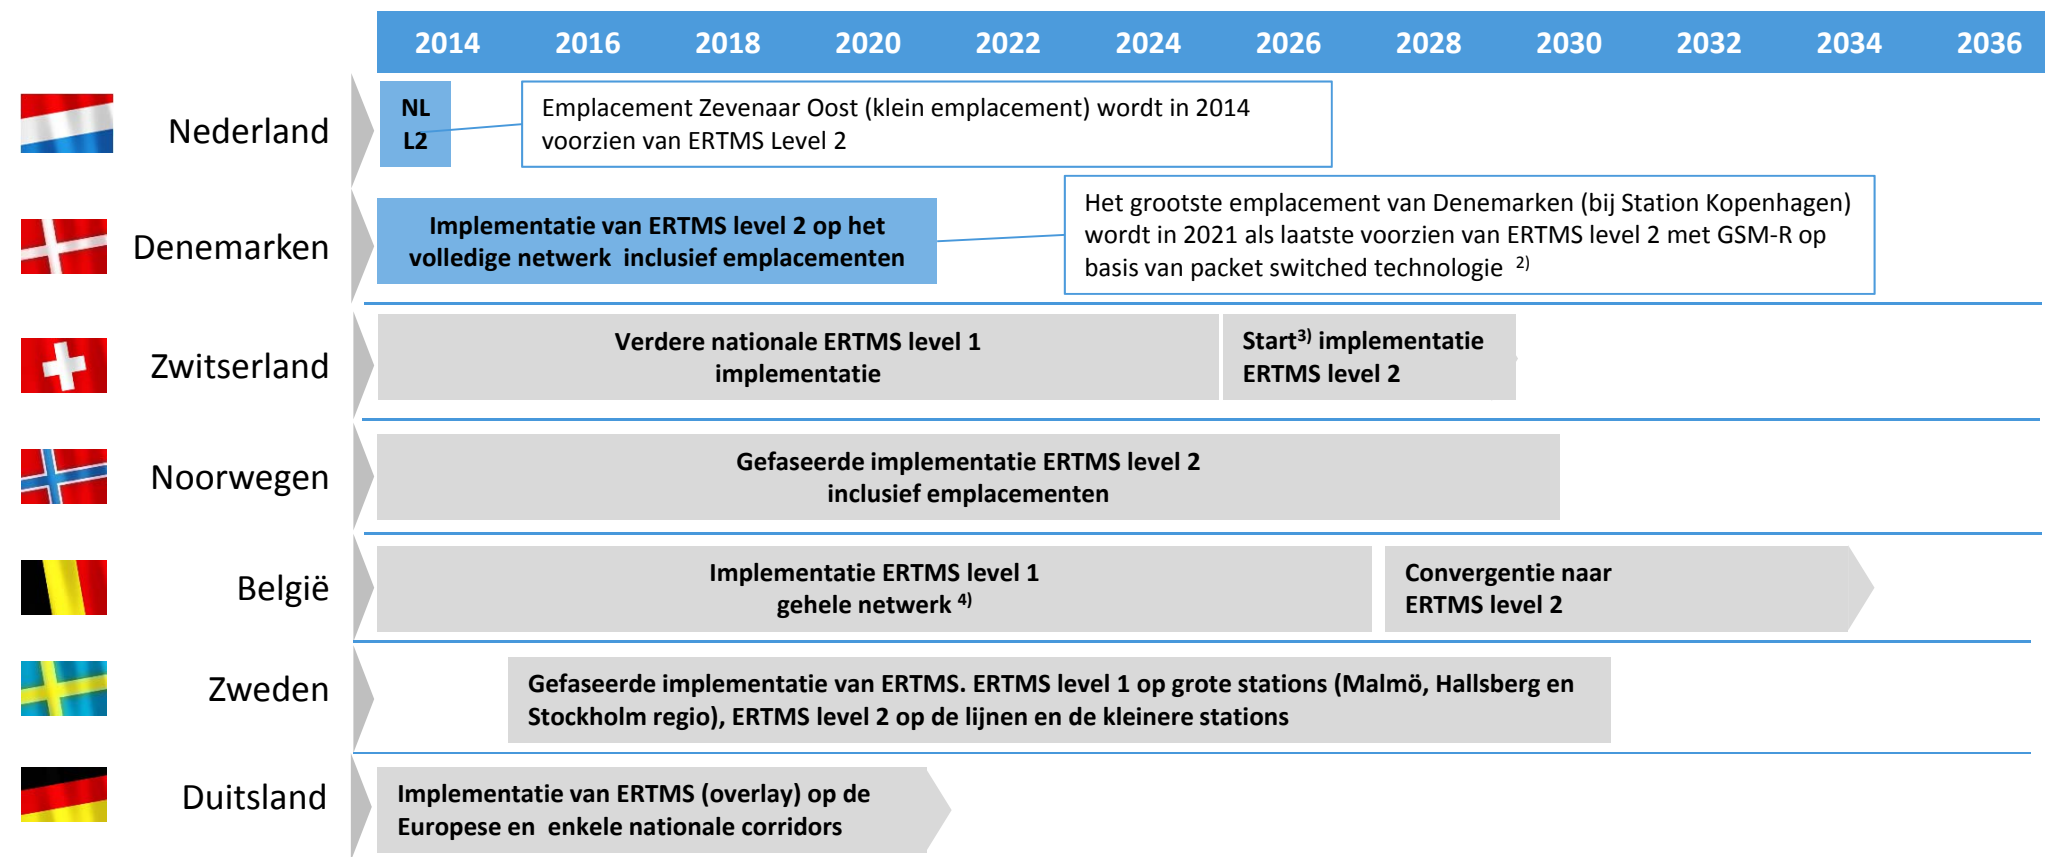 2014 2016 2018 2020 2022 2024 2026 2028 2030 2032 2034 2036
Nederland
NL
L2
Emplacement Zevenaar Oost (klein emplacement) wordt in 2014
voorzien van ERTMS Level 2
Denemarken
Implementatie van ERTMS level 2 op het
volledige netwerk inclusief emplacementen
Het grootste emplacement van Denemarken (bij Station Kopenhagen)
wordt in 2021 als laatste voorzien van ERTMS level 2 met GSM-R op
basis van packet switched technologie 2)
Zwitserland
Verdere nationale ERTMS level 1
implementatie
Start3) implementatie
ERTMS level 2
Noorwegen
Gefaseerde implementatie ERTMS level 2
inclusief emplacementen
België
Implementatie ERTMS level 1
gehele netwerk 4)
Convergentie naar
ERTMS level 2
Zweden
Gefaseerde implementatie van ERTMS. ERTMS level 1 op grote stations (Malmö, Hallsberg en
Stockholm regio), ERTMS level 2 op de lijnen en de kleinere stations
Duitsland
Implementatie van ERTMS (overlay) op de
Europese en enkele nationale corridors